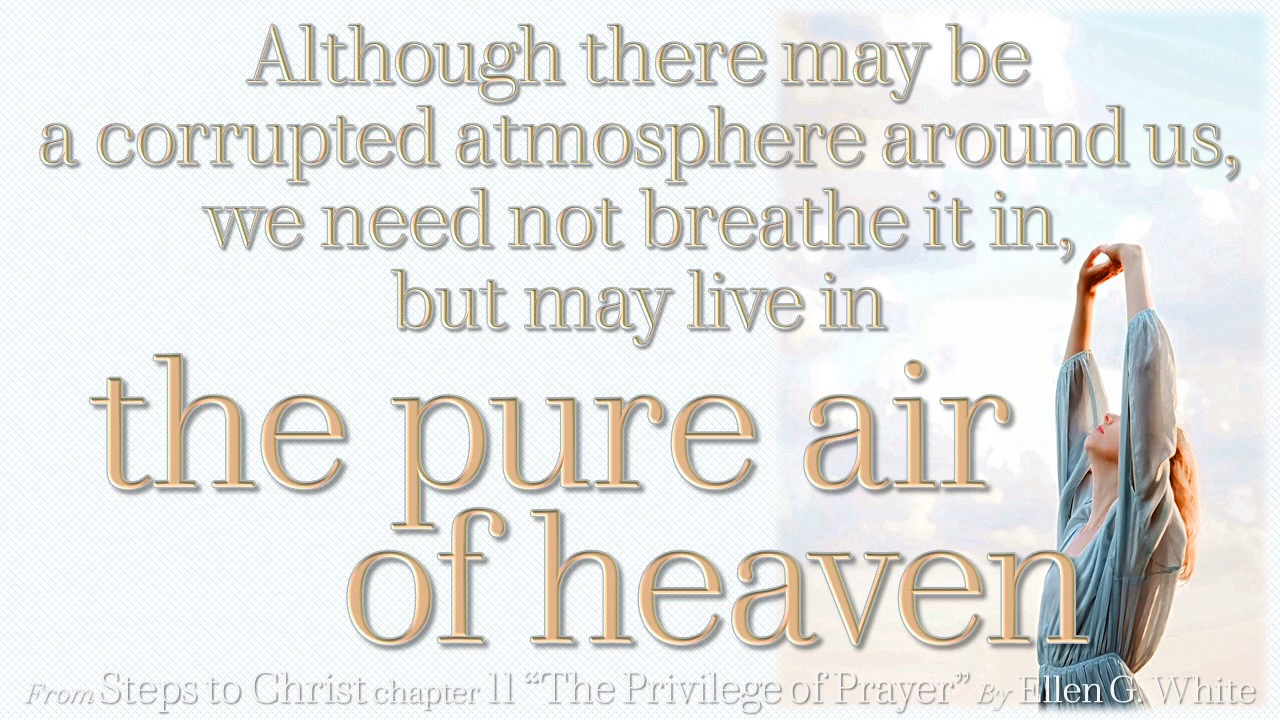 Although there may be
a corrupted atmosphere around us,
we need not breathe it in,
but may live in
the pure air
of heaven
From Steps to Christ chapter 11 “The Privilege of Prayer” By Ellen G. White